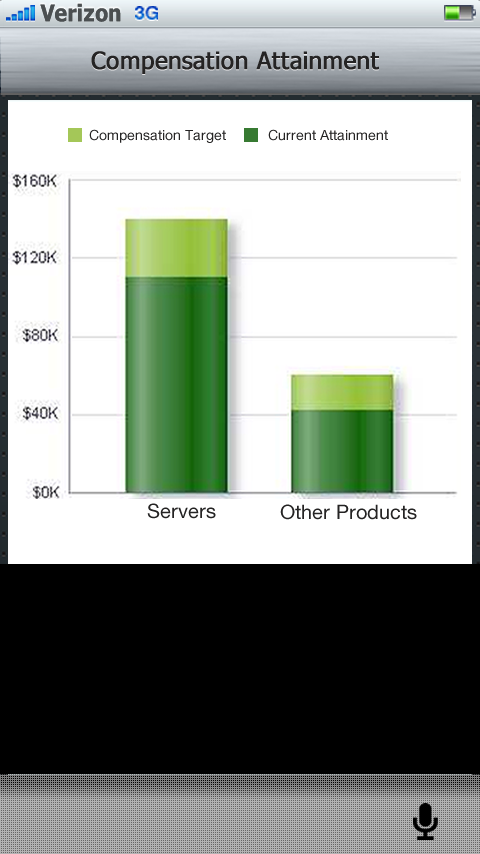 Verizon 3G
Compensation Attainment
Compensation Target Current Attainment
$160K
$120K
$80K
$40K
$0K
Servers Other Products